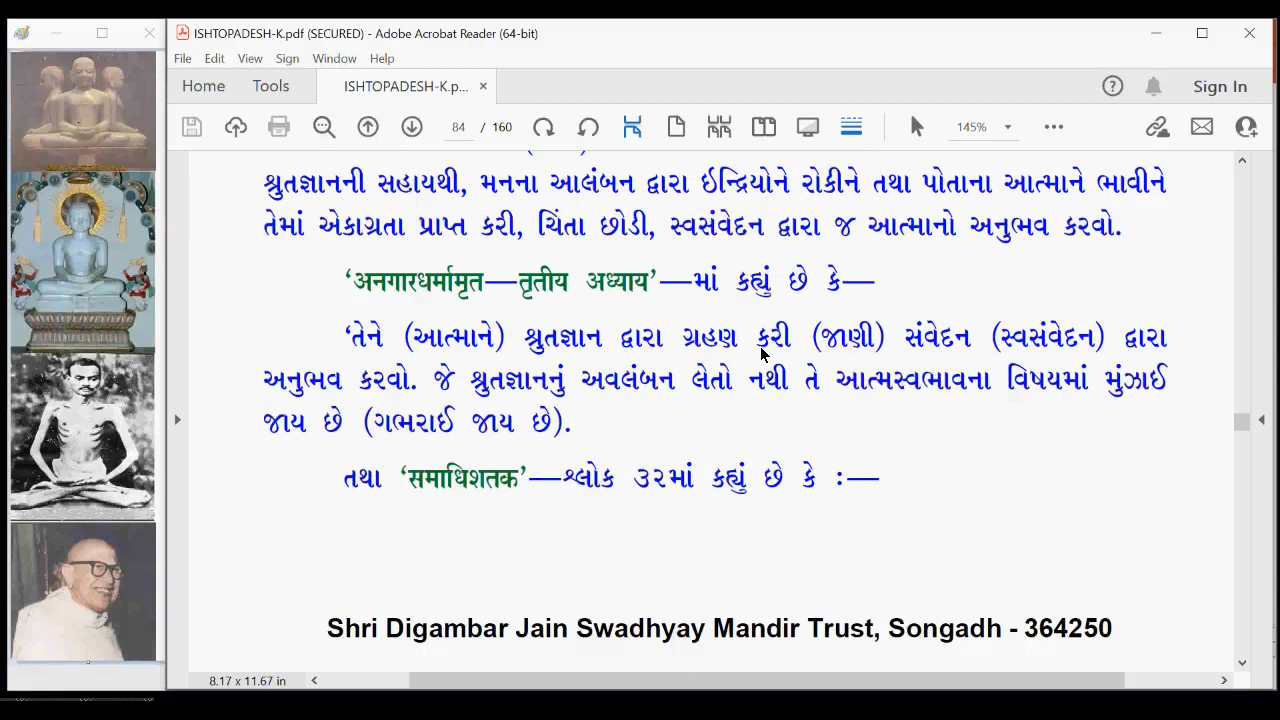 ISHTOPADESH-K.pdf (SECURED) - Adobe Acrobat Reader (64-bit)
File Edit View Sign Window Help
Home Tools ISHTOPADESH-K.p... × Sign In
84 / 160 145%
શ્રુતજ્ઞાનની સહાયથી, મનના આલંબન દ્વારા ઇન્દ્રિયોને રોકીને તથા પોતાના આત્માને ભાવીને
તેમાં એકાગ્રતા પ્રાપ્ત કરી, ચિંતા છોડી, સ્વસંવેદન દ્વારા જ આત્માનો અનુભવ કરવો.
‘अनगारधर्मामृत—तृतीय अध्याय’—માં કહ્યું છે કે—
‘તેને (આત્માને) શ્રુતજ્ઞાન દ્વારા ગ્રહણ કરી (જાણી) સંવેદન (સ્વસંવેદન) દ્વારા
અનુભવ કરવો. જે શ્રુતજ્ઞાનનું અવલંબન લેતો નથી તે આત્મસ્વભાવના વિષયમાં મુંઝાઈ
જાય છે (ગભરાઈ જાય છે).
તથા ‘समाधिशतक’—શ્લોક ૩૨માં કહ્યું છે કે :—
Shri Digambar Jain Swadhyay Mandir Trust, Songadh - 364250
8.17 x 11.67 in